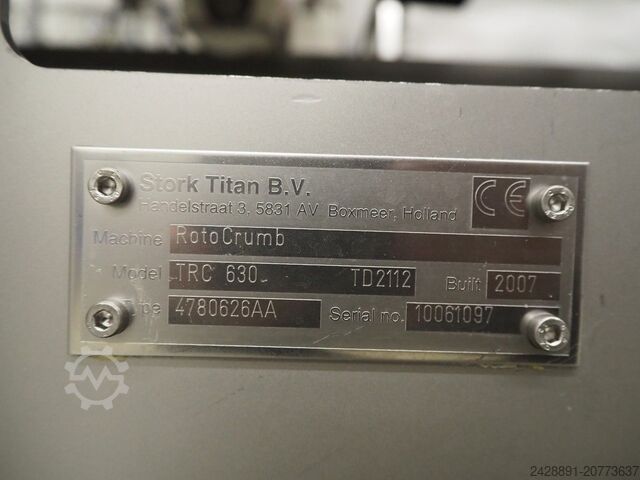 Stork Titan B.V.
Handelstraat 3, 5831 AV Boxmeer, Holland
CE
Machine RotoCrumb
Model TRC 630 TD2112 Built 2007
Type 4780626AA Serial no. 10061097
2428891-20773637